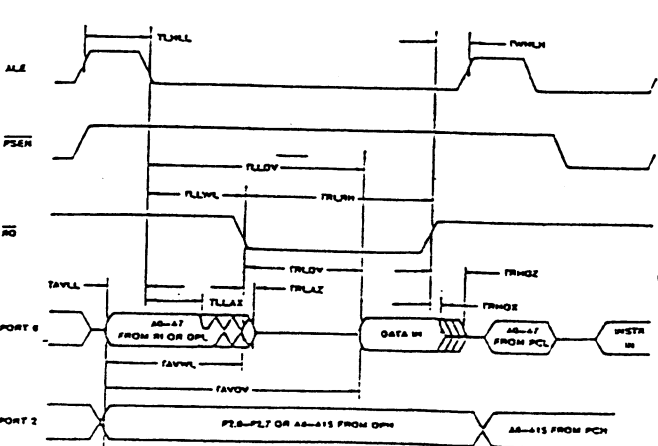 TLHLL
TWHLH
ALE
PSEN
TLLDV
TLLWL
TRLRH
RD
TRLDV
TRHDZ
TAVLL
TRLAZ
TLLAX
TRHDX
PORT 0
A0–A7
FROM RI OR DPL
DATA IN
A0–A7
FROM PCL
INSTR
IN
TAVWL
TAVDV
PORT 2
P2.0–P2.7 OR A8–A15 FROM DPH
A8–A15 FROM PCH